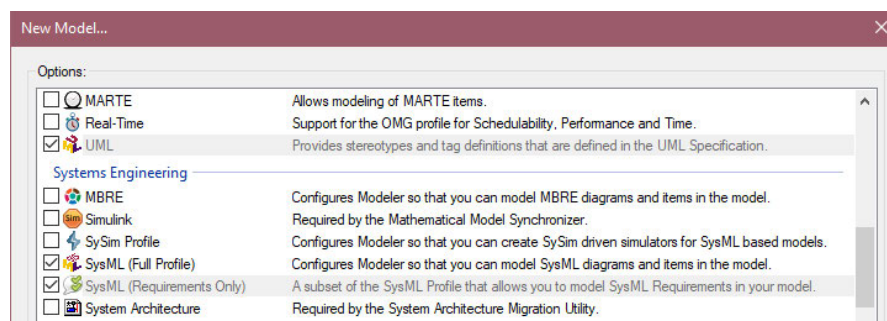 New Model...
Options:
MARTE Allows modeling of MARTE items.
Real-Time Support for the OMG profile for Schedulability, Performance and Time.
UML Provides stereotypes and tag definitions that are defined in the UML Specification.
Systems Engineering
MBRE Configures Modeler so that you can model MBRE diagrams and items in the model.
Sim Simulink Required by the Mathematical Model Synchronizer.
SySim Profile Configures Modeler so that you can create SySim driven simulators for SysML based models.
SysML (Full Profile) Configures Modeler so that you can model SysML diagrams and items in the model.
SysML (Requirements Only) A subset of the SysML Profile that allows you to model SysML Requirements in your model.
System Architecture Required by the System Architecture Migration Utility.